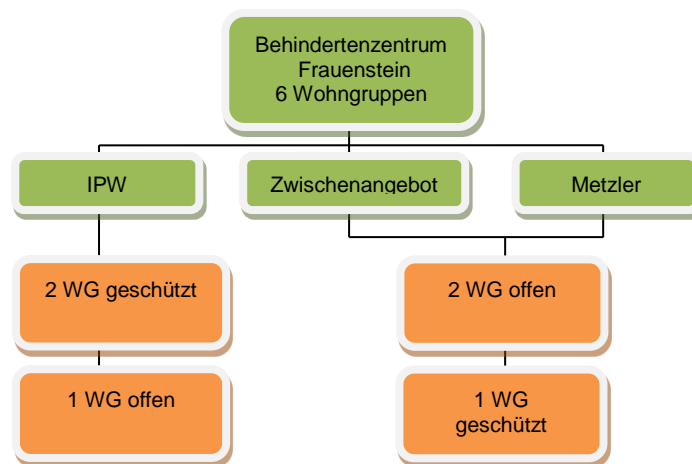 Behindertenzentrum
Frauenstein
6 Wohngruppen
IPW
Zwischenangebot
Metzler
2 WG geschützt
2 WG offen
1 WG offen
1 WG
geschützt